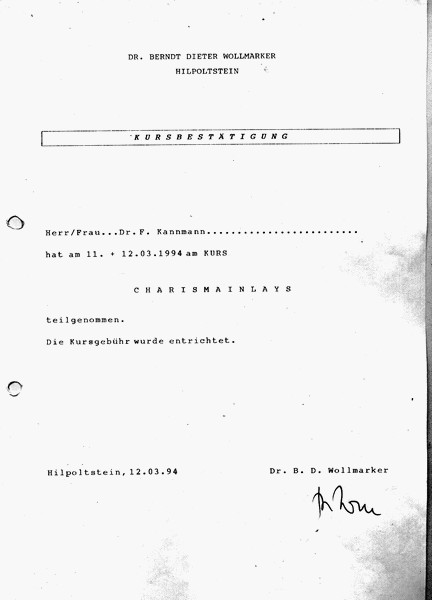 DR. BERNDT DIETER WOLLMARKER
HILPOLTSTEIN
KURSBESTÄTIGUNG
Herr/Frau...Dr.F. Kannmann.........................
hat am 11. + 12.03.1994 am KURS
CHARISMAINLAYS
teilgenommen.
Die Kursgebühr wurde entrichtet.
Hilpoltstein, 12.03.94
Dr. B. D. Wollmarker